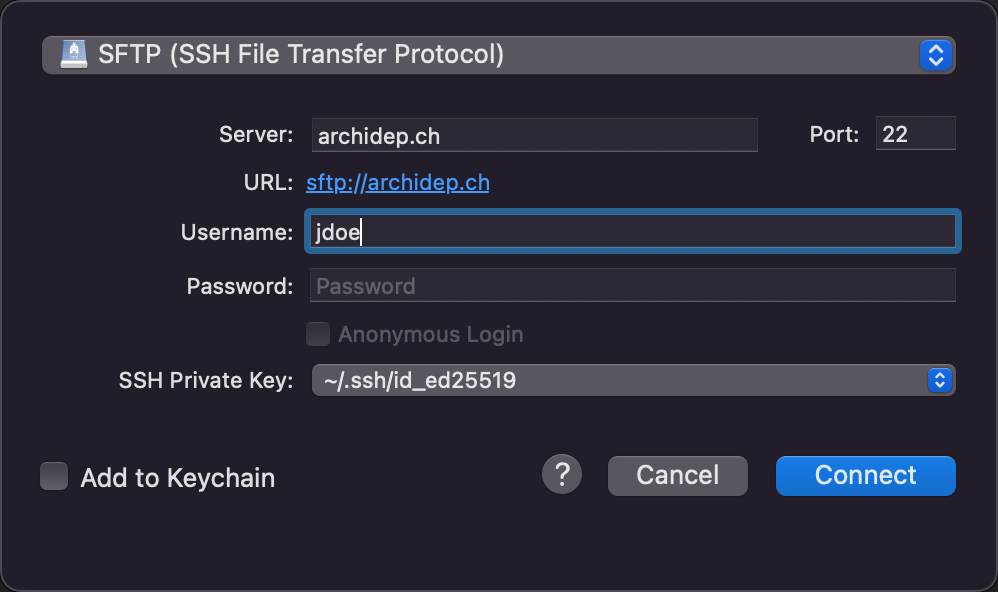 SFTP (SSH File Transfer Protocol)
Server: archidep.ch Port: 22
URL: sftp://archidep.ch
Username: jdoe
Password: Password
Anonymous Login
SSH Private Key: ~/.ssh/id_ed25519
Add to Keychain ? Cancel Connect